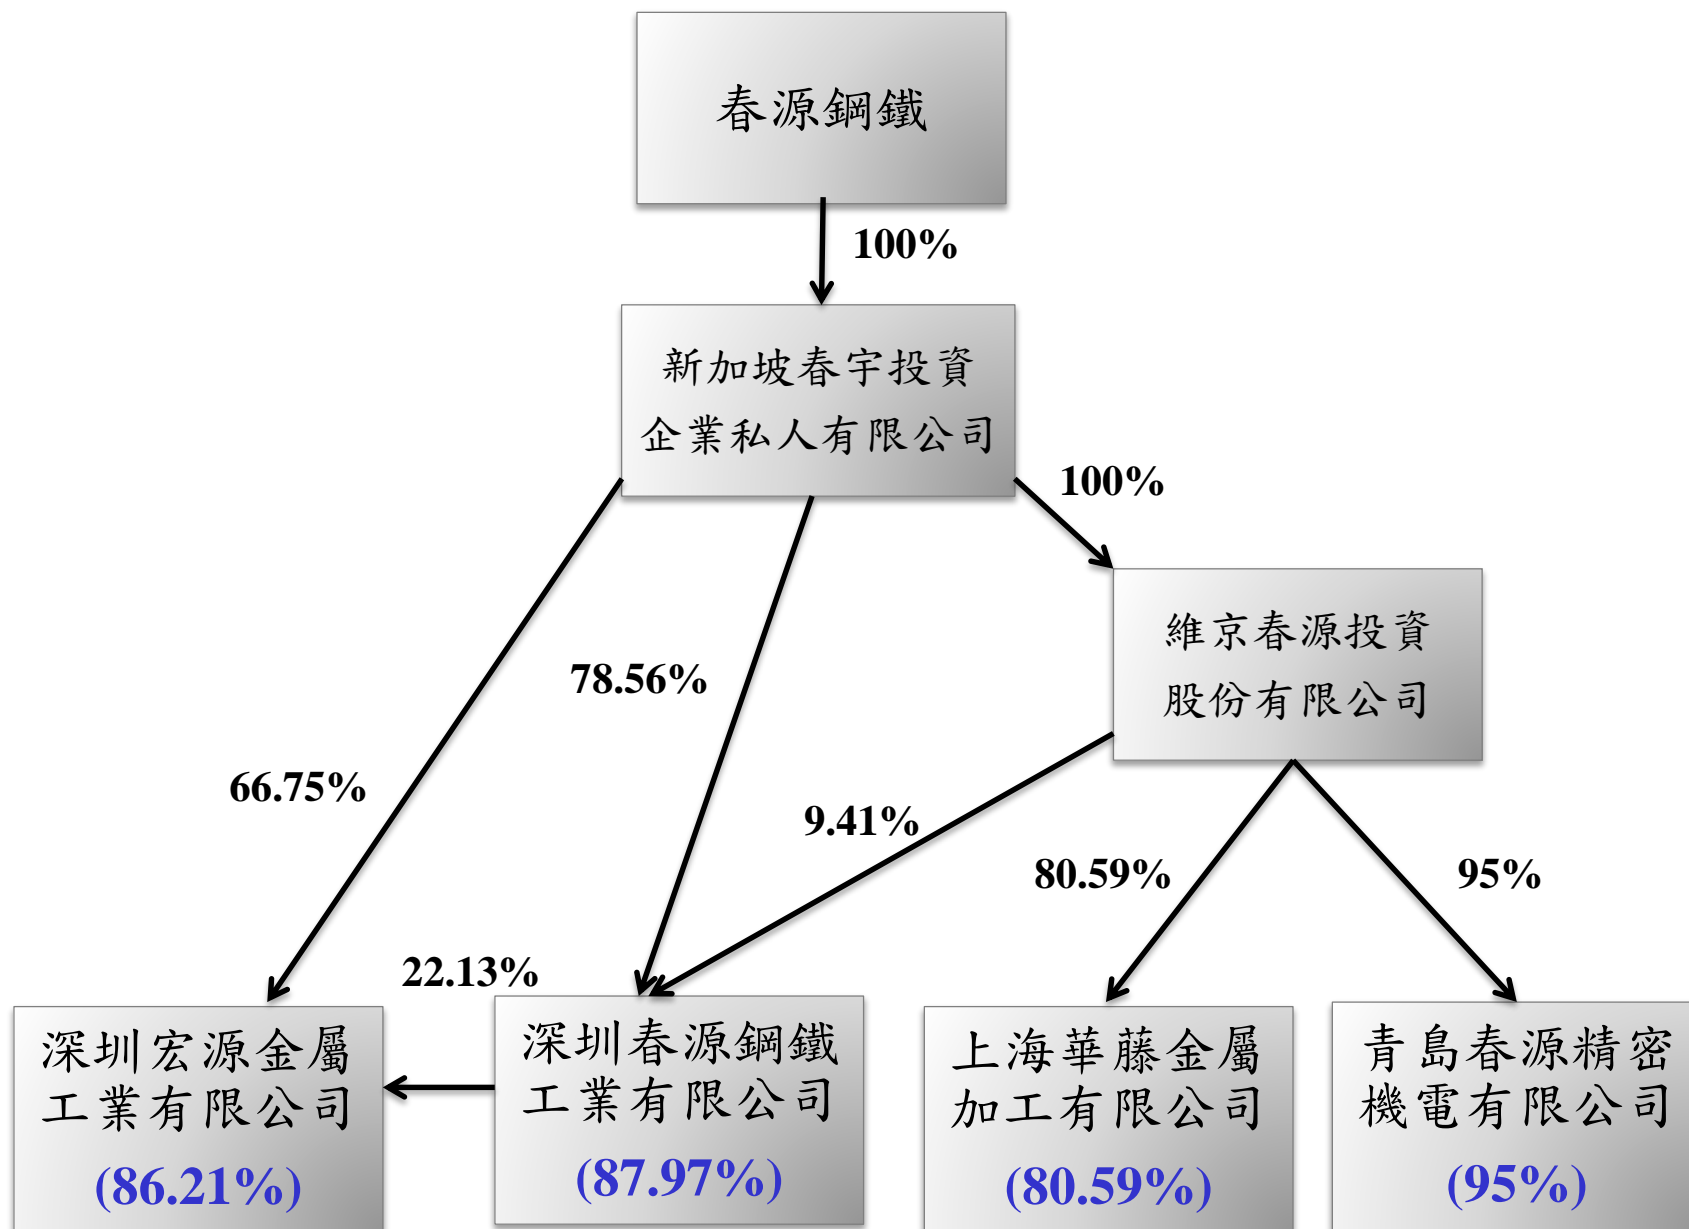 春源鋼鐵
100%
新加坡春宇投資
企業私人有限公司
100%
維京春源投資
股份有限公司
78.56%
66.75%
9.41%
80.59%
95%
22.13%
深圳宏源金屬
工業有限公司
(86.21%)
深圳春源鋼鐵
工業有限公司
(87.97%)
上海華藤金屬
加工有限公司
(80.59%)
青島春源精密
機電有限公司
(95%)